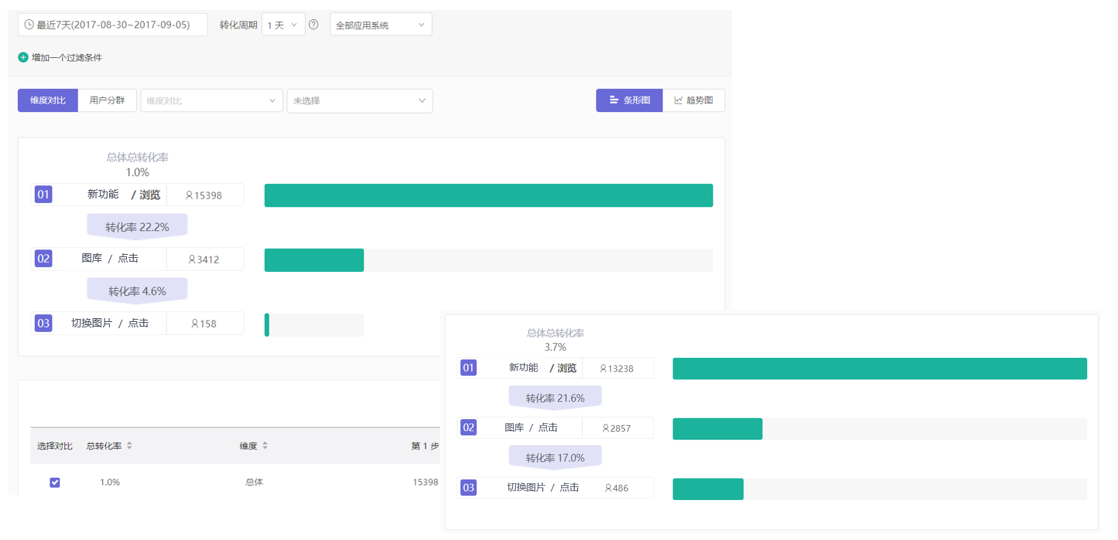 最近7天(2017-08-30~2017-09-05) 转化周期 1 天 全部应用系统
增加一个过滤条件
维度对比 用户分群 维度对比 未选择 条形图 趋势图
总体总转化率
1.0%
01 新功能 / 浏览 15398
转化率 22.2%
02 图库 / 点击 3412
转化率 4.6%
03 切换图片 / 点击 158
选择对比 总转化率 维度 第 1 步
1.0% 总体 15398
总体总转化率
3.7%
01 新功能 / 浏览 13238
转化率 21.6%
02 图库 / 点击 2857
转化率 17.0%
03 切换图片 / 点击 486